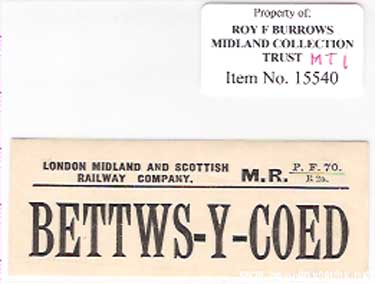 Property of:
ROY F BURROWS
MIDLAND COLLECTION
TRUST MT1
Item No. 15540
LONDON MIDLAND AND SCOTTISH
RAILWAY COMPANY.
M.R. P. F. 70.
R 2a.
BETTWS-Y-COED